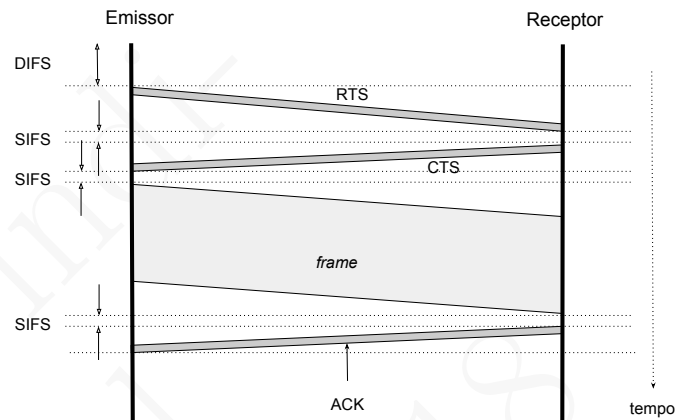 Emissor
Receptor
DIFS
RTS
SIFS
CTS
SIFS
frame
SIFS
ACK
tempo